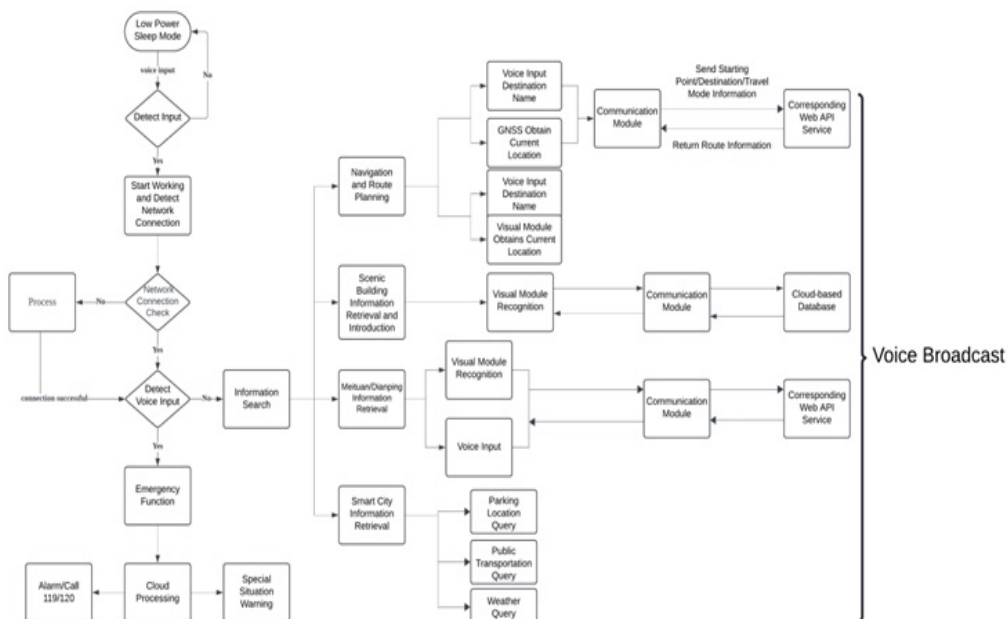 Low Power
Sleep Mode
voice input
No
Detect Input
Yes
Start Working
and Detect
Network
Connection
Network
Connection
Check
No
Process
Yes
connection successful
Detect
Voice Input
No
Information
Search
Yes
Emergency
Function
Alarm/Call
119/120
Cloud
Processing
Special
Situation
Warning
Navigation
and Route
Planning
Voice Input
Destination
Name
GNSS Obtain
Current
Location
Voice Input
Destination
Name
Visual Module
Obtains Current
Location
Communication
Module
Send Starting
Point/Destination/Travel
Mode Information
Return Route Information
Corresponding
Web API
Service
Scenic
Building
Information
Retrieval and
Introduction
Visual Module
Recognition
Communication
Module
Cloud-based
Database
Meituan/Dianping
Information
Retrieval
Visual Module
Recognition
Voice Input
Communication
Module
Corresponding
Web API
Service
Smart City
Information
Retrieval
Parking
Location
Query
Public
Transportation
Query
Weather
Query
Voice Broadcast